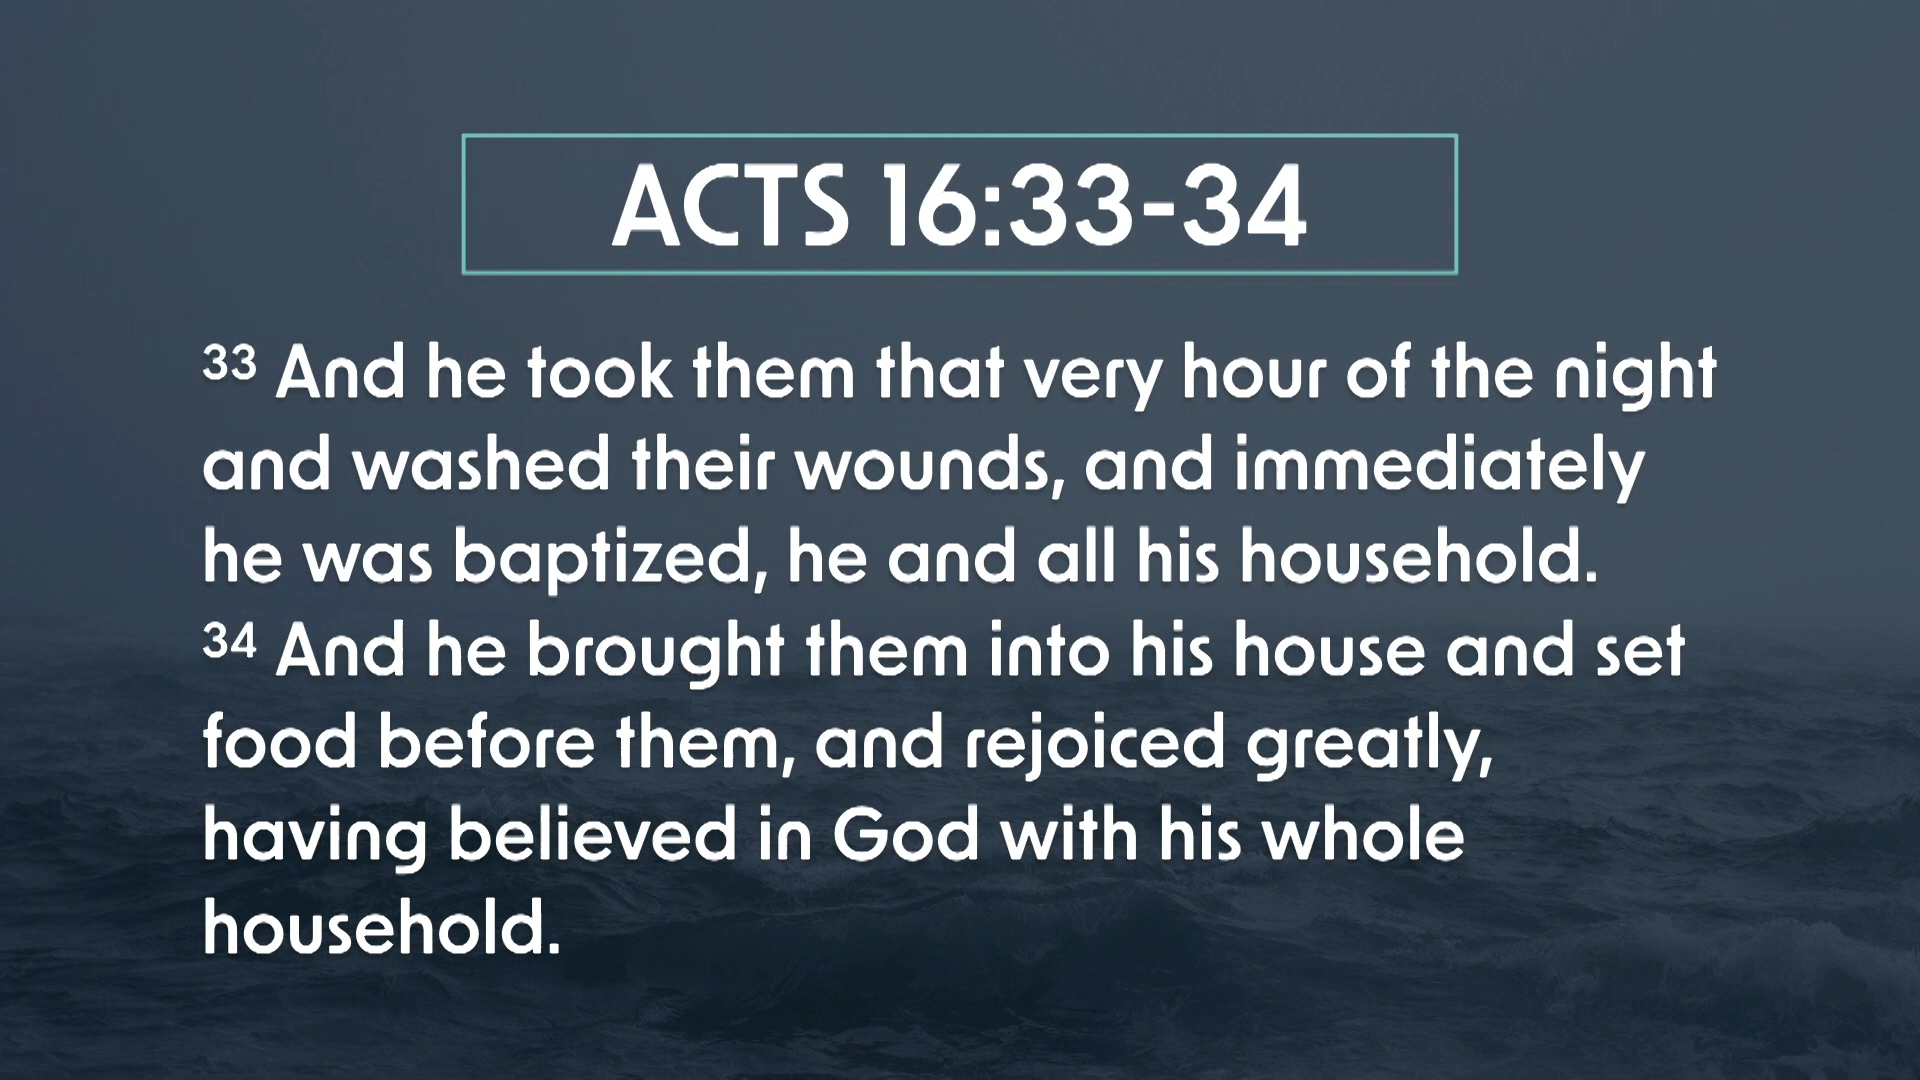 ACTS 16:33-34
33 And he took them that very hour of the night
and washed their wounds, and immediately
he was baptized, he and all his household.
34 And he brought them into his house and set
food before them, and rejoiced greatly,
having believed in God with his whole
household.